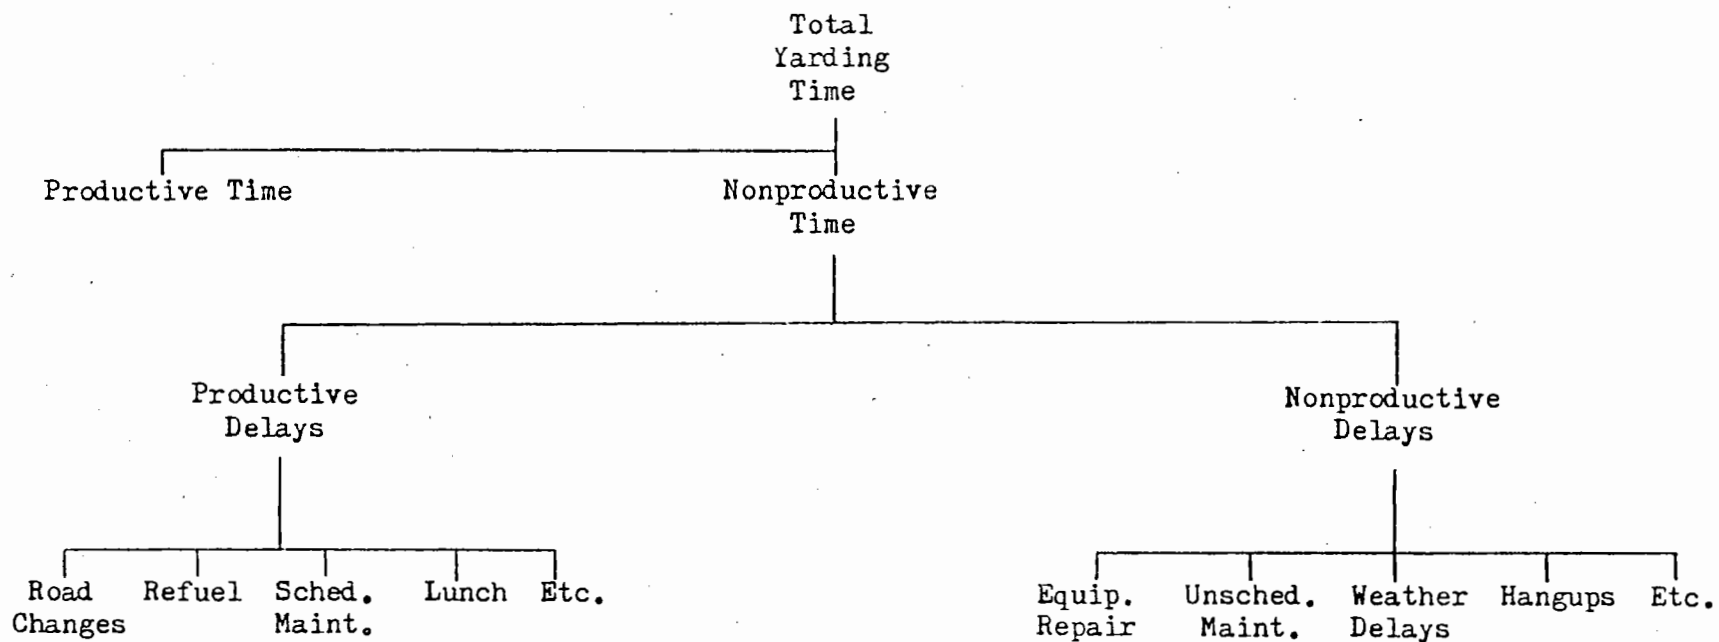 Total
Yarding
Time
Productive Time
Nonproductive
Time
Productive
Delays
Nonproductive
Delays
Road
Changes
Refuel
Sched.
Maint.
Lunch
Etc.
Equip.
Repair
Unsched.
Maint.
Weather
Delays
Hangups
Etc.